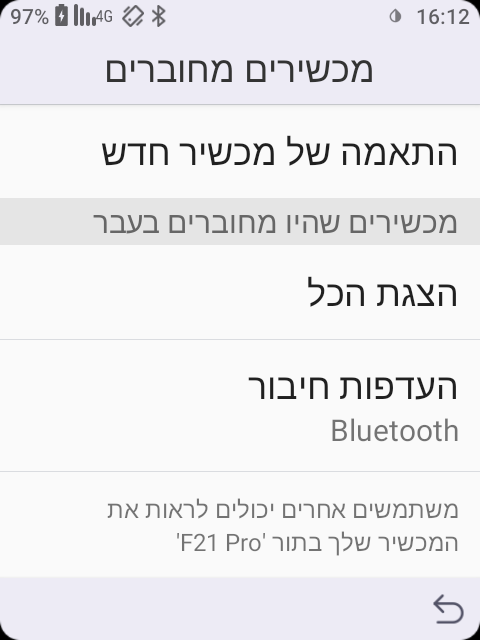 97% 4G 16:12
מכשירים מחוברים
התאמה של מכשיר חדש
מכשירים שהיו מחוברים בעבר
הצגת הכל
העדפות חיבור
Bluetooth
משתמשים אחרים יכולים לראות את
המכשיר שלך בתור 'F21 Pro'